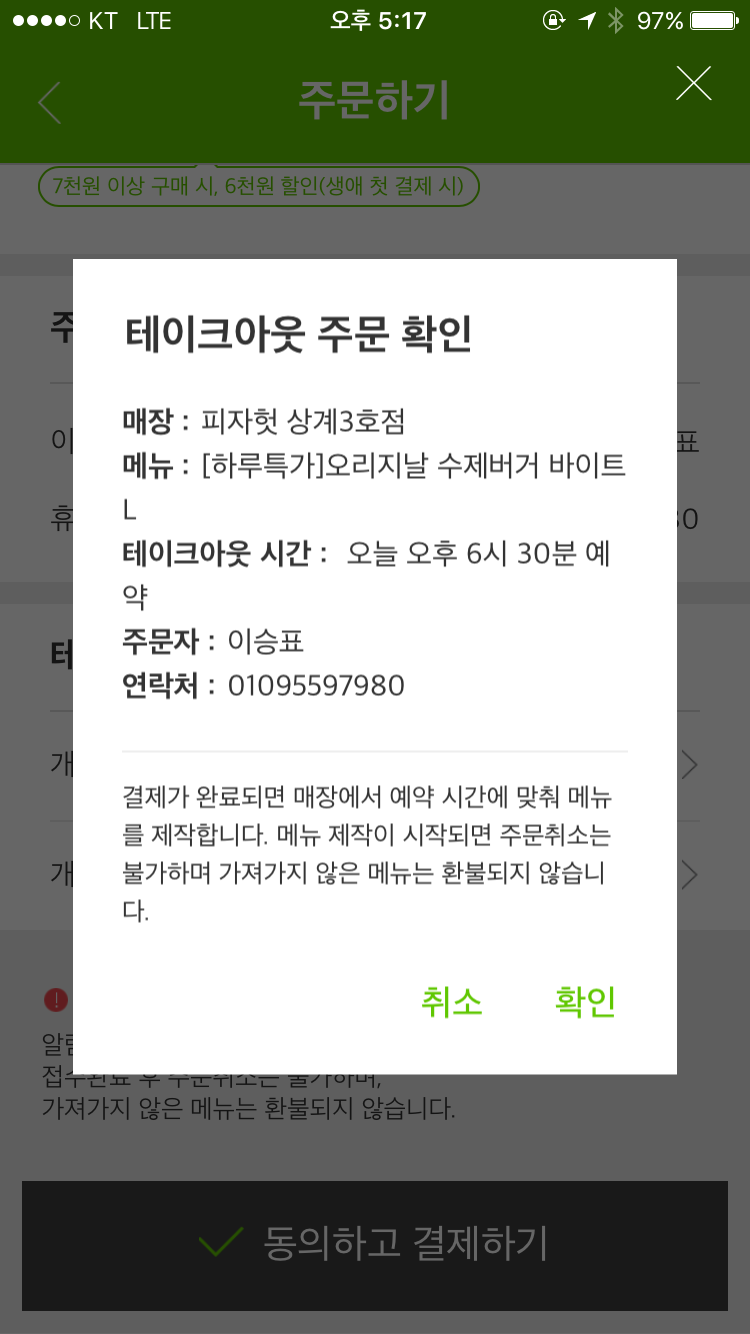 KT LTE 오후 5:17 97%
주문하기
7천원 이상 구매 시, 6천원 할인(생애 첫 결제 시)
테이크아웃 주문 확인
매장 : 피자헛 상계3호점
메뉴 : [하루특가]오리지날 수제버거 바이트
L
테이크아웃 시간 : 오늘 오후 6시 30분 예
약
주문자 : 이승표
연락처 : 01095597980
결제가 완료되면 매장에서 예약 시간에 맞춰 메뉴
를 제작합니다. 메뉴 제작이 시작되면 주문취소는
불가하며 가져가지 않은 메뉴는 환불되지 않습니
다.
취소 확인
접수완료 후 주문취소는 불가하며,
가져가지 않은 메뉴는 환불되지 않습니다.
동의하고 결제하기